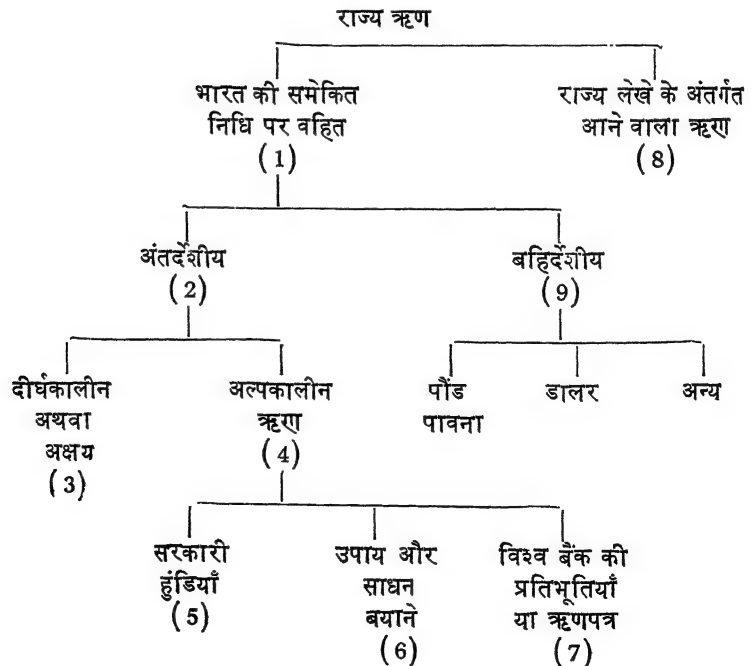 राज्य ऋण
भारत की समेकित
निधि पर वहित
(1)
राज्य लेखे के अंतर्गत
आने वाला ऋण
(8)
अंतर्देशीय
(2)
बहिर्देशीय
(9)
दीर्घकालीन
अथवा
अक्षय
(3)
अल्पकालीन
ऋण
(4)
पौंड
पावना
डालर
अन्य
सरकारी
हुंडियाँ
(5)
उपाय और
साधन
बयाने
(6)
विश्व बैंक की
प्रतिभूतियाँ
या ऋणपत्र
(7)